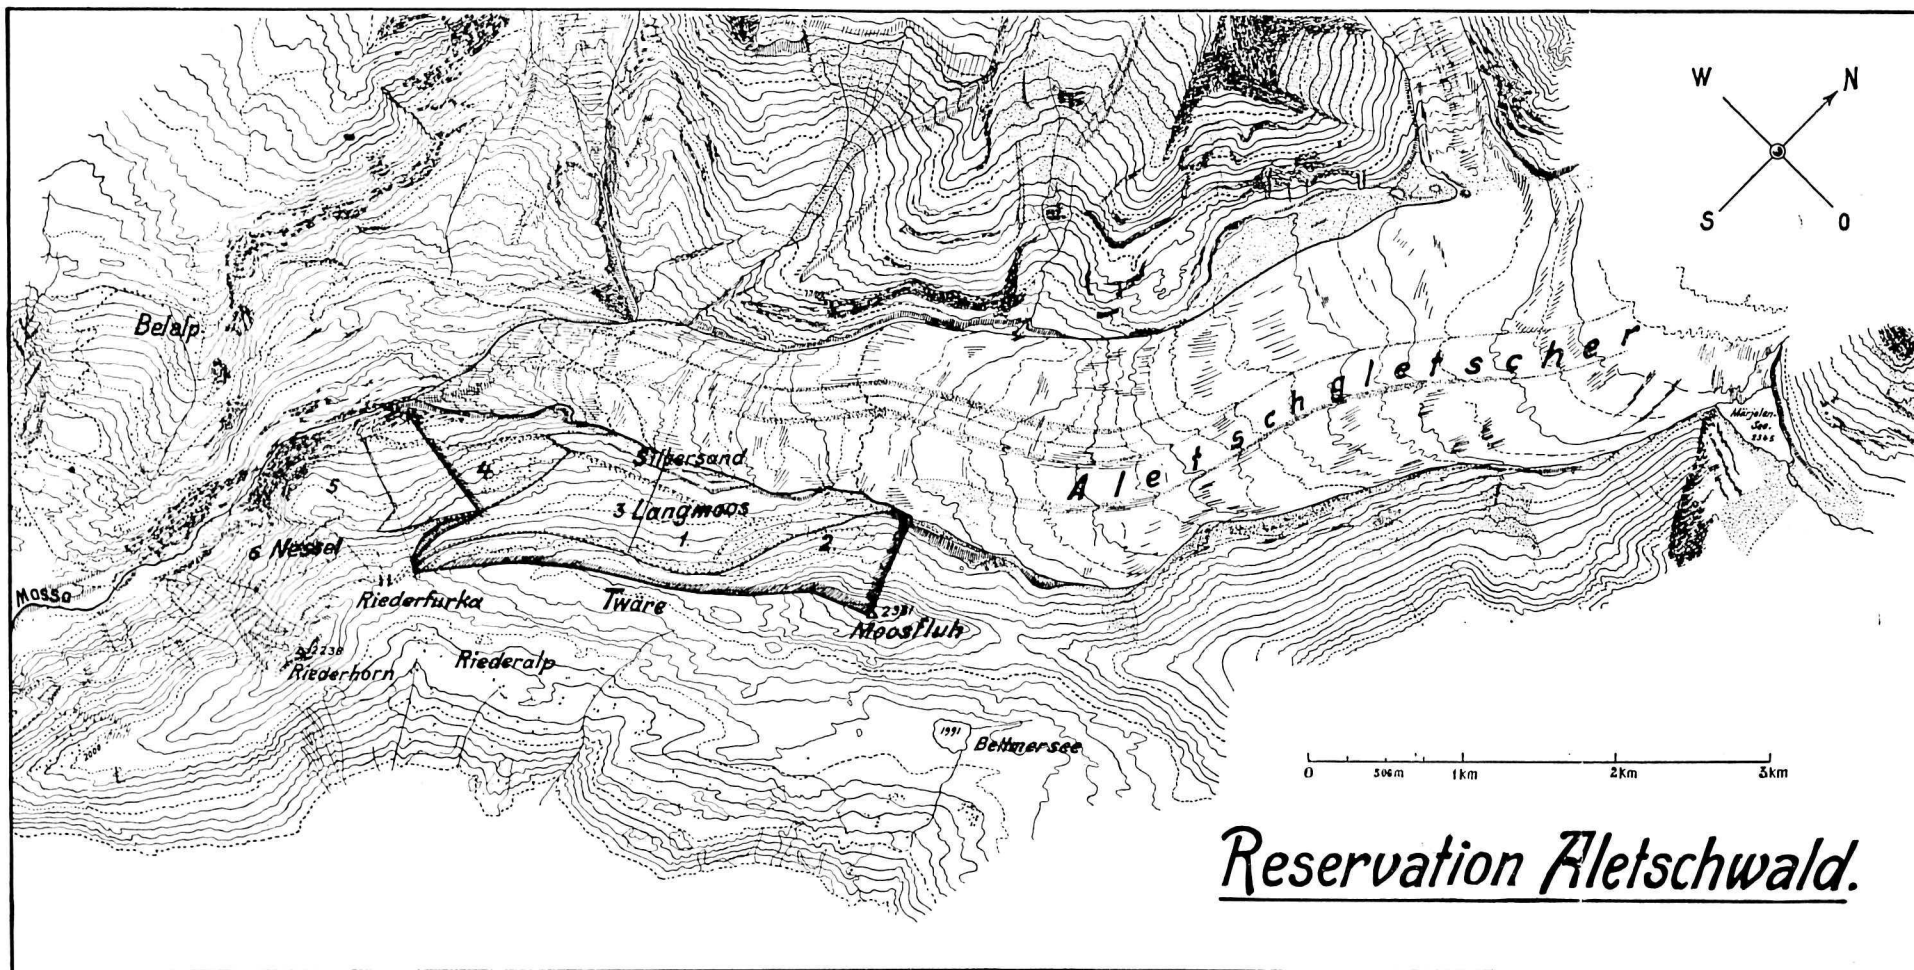 W
N
S
O
Belalp
Aletschgletscher
Märjelen-
See.
Silbersand
4
5
3 Langmoos
1
2
6 Nessel
Massa
Riederfurka
Twäre
2331
Moosfluh
2238
Riederhorn
Riederalp
2000
1991
Bettmersee
0
500m
1km
2km
3km
Reservation Aletschwald.